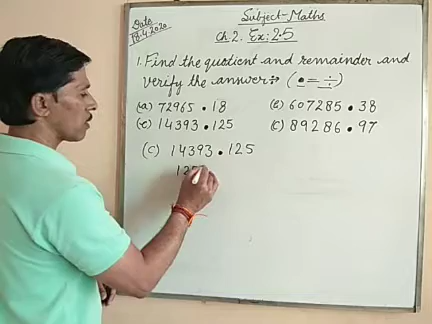 Subject-Maths
Date
18.4.2020
Ch.2. Ex:2.5
1. Find the quotient and remainder and
verify the answer:→ (•=÷)
(a) 72965 • 18 (b) 607285 • 38
(c) 14393 • 125 (c) 89286 • 97
(c) 14393 • 125
125